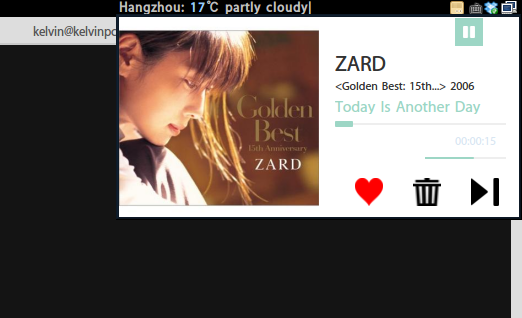 Hangzhou: 17℃ partly cloudy|
kelvin@kelvinpc
ZARD
<Golden Best: 15th...> 2006
Today Is Another Day
00:00:15
Golden
Best
15th Anniversary
ZARD